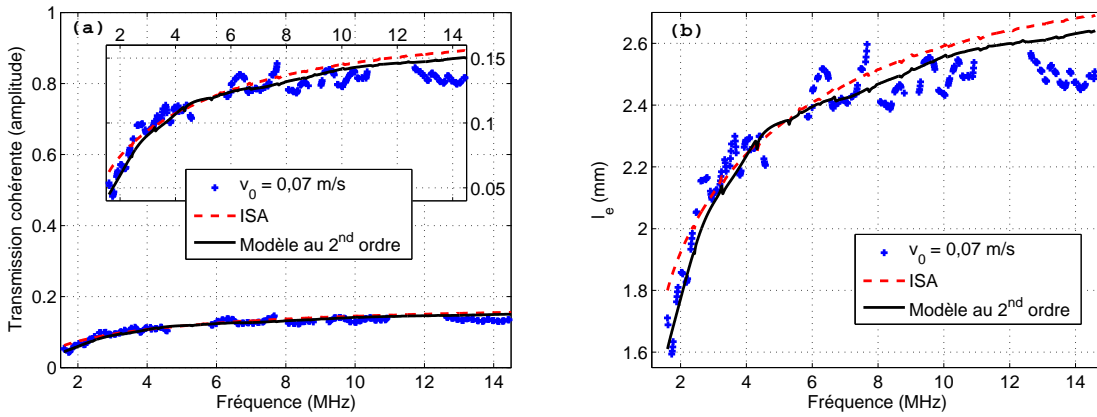 (a)
2 4 6 8 10 12 14
0.15
0.1
0.05
1
0.8
0.6
0.4
0.2
0
Transmission cohérente (amplitude)
v0 = 0,07 m/s
ISA
Modèle au 2nd ordre
2 4 6 8 10 12 14
Fréquence (MHz)
(b)
2.6
2.4
2.2
2
1.8
1.6
le (mm)
v0 = 0,07 m/s
ISA
Modèle au 2nd ordre
2 4 6 8 10 12 14
Fréquence (MHz)